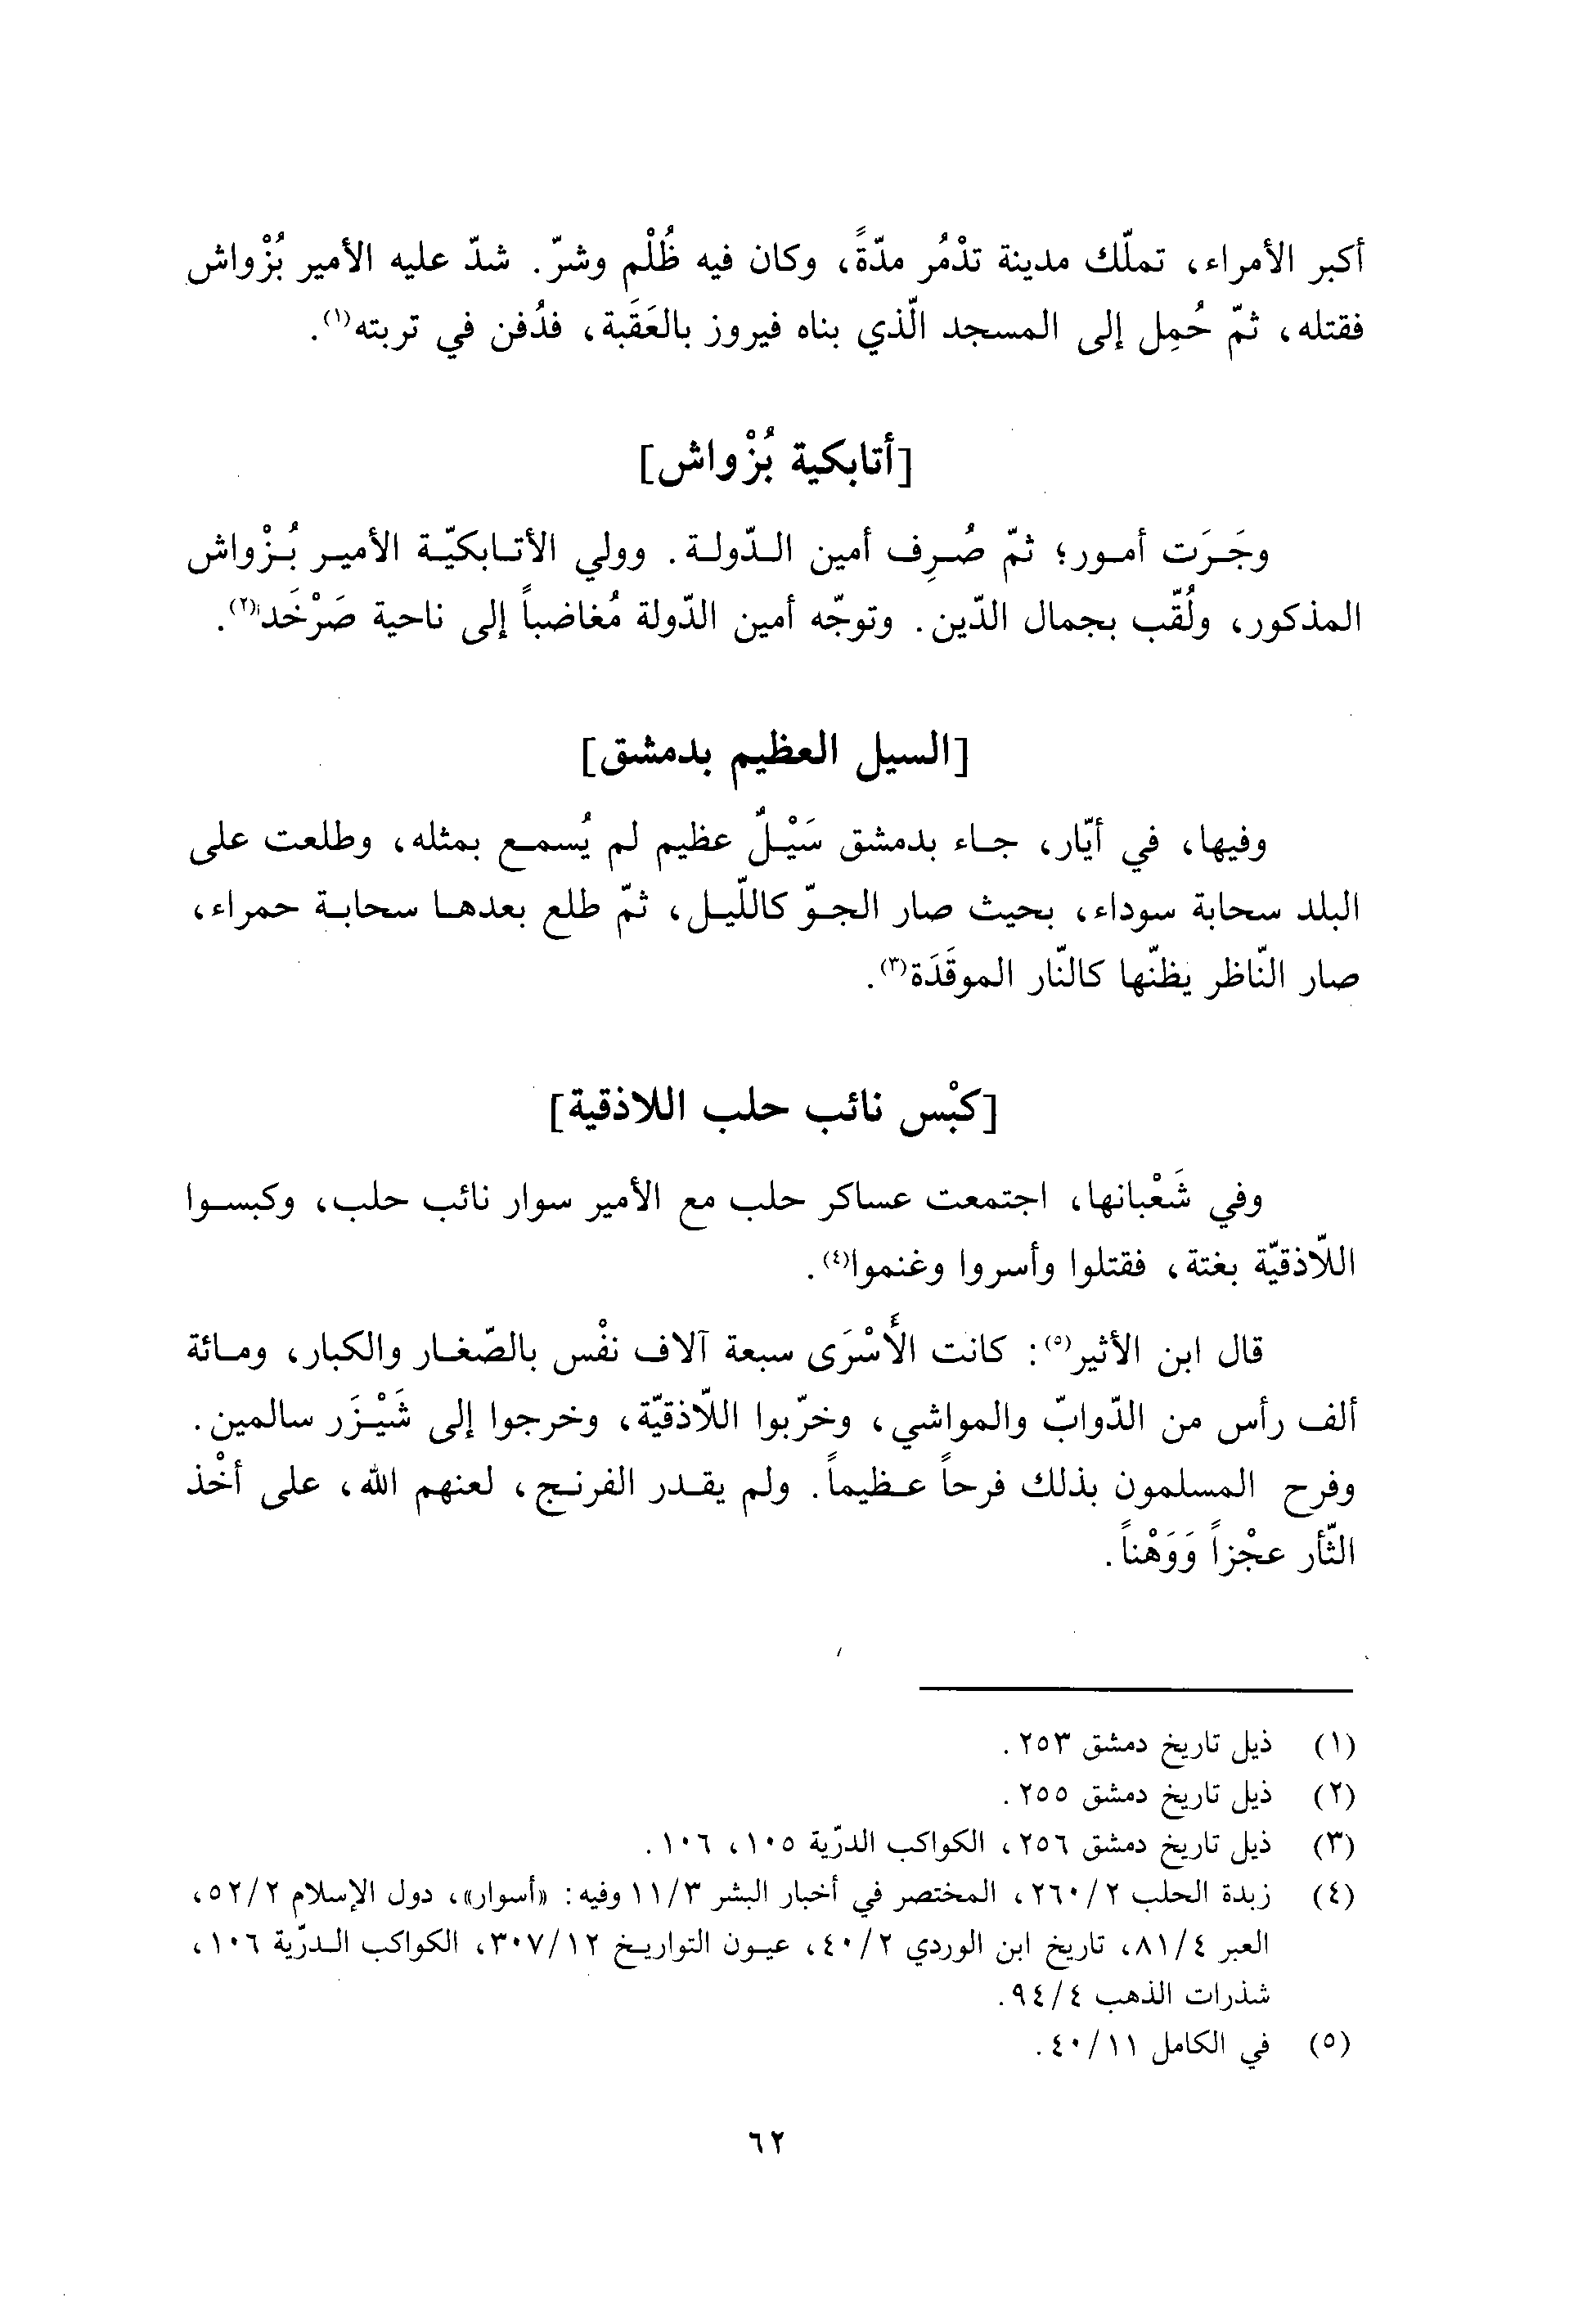 أكبر الأمراء، تملّك مدينة تدْمُر مدّةً، وكان فيه ظُلْم وشرّ. شدّ عليه الأمير بُزْواش
فقتله، ثمّ حُمِل إلى المسجد الّذي بناه فيروز بالعَقَبة، فدُفن في تربته(١).
[أتابكية بُزْواش]
وجَرَت أمور؛ ثمّ صُرِف أمين الدّولة. وولي الأتابكيّة الأمير بُزْواش
المذكور، ولُقّب بجمال الدّين. وتوجّه أمين الدّولة مُغاضباً إلى ناحية صَرْخَد(٢).
[السيل العظيم بدمشق]
وفيها، في أيّار، جاء بدمشق سَيْلٌ عظيم لم يُسمع بمثله، وطلعت على
البلد سحابة سوداء، بحيث صار الجوّ كاللّيل، ثمّ طلع بعدها سحابة حمراء،
صار النّاظر يظنّها كالنّار الموقَدَة(٣).
[كبْس نائب حلب اللاذقية]
وفي شَعْبانها، اجتمعت عساكر حلب مع الأمير سوار نائب حلب، وكبسوا
اللّاذقيّة بغتة، فقتلوا وأسروا وغنموا(٤).
قال ابن الأثير(٥): كانت الأَسْرَى سبعة آلاف نفْس بالصّغار والكبار، ومائة
ألف رأس من الدّوابّ والمواشي، وخرّبوا اللّاذقيّة، وخرجوا إلى شَيْزَر سالمين.
وفرح المسلمون بذلك فرحاً عظيماً. ولم يقدر الفرنج، لعنهم الله، على أخْذ
الثّأر عجْزاً وَوَهْناً.
(١) ذيل تاريخ دمشق ٢٥٣.
(٢) ذيل تاريخ دمشق ٢٥٥.
(٣) ذيل تاريخ دمشق ٢٥٦، الكواكب الدرّية ١٠٥، ١٠٦.
(٤) زبدة الحلب ٢/٢٦٠، المختصر في أخبار البشر ١١/٣ وفيه: «أسوار»، دول الإسلام ٥٢/٢،
العبر ٨١/٤، تاريخ ابن الوردي ٤٠/٢، عيون التواريخ ٣٠٧/١٢، الكواكب الدرّية ١٠٦،
شذرات الذهب ٩٤/٤.
(٥) في الكامل ٤٠/١١.
٦٢